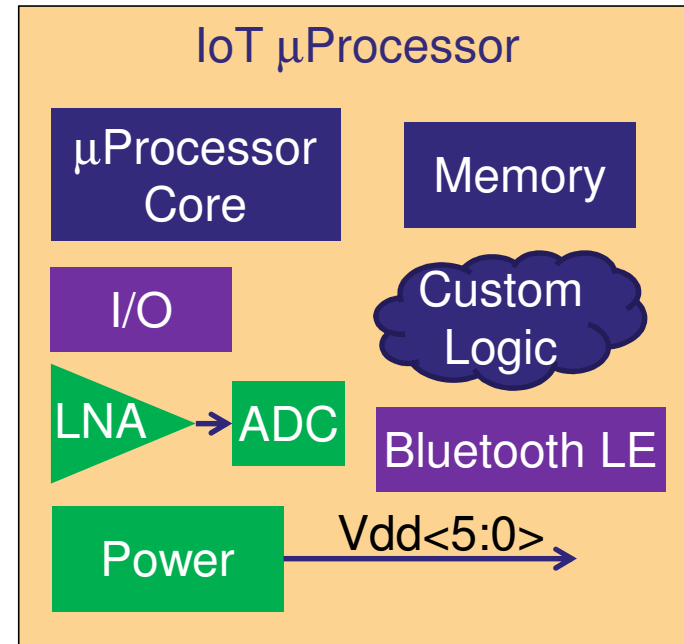 IoT μProcessor
μProcessor
Core
Memory
I/O
Custom
Logic
LNA
ADC
Bluetooth LE
Power
Vdd<5:0>